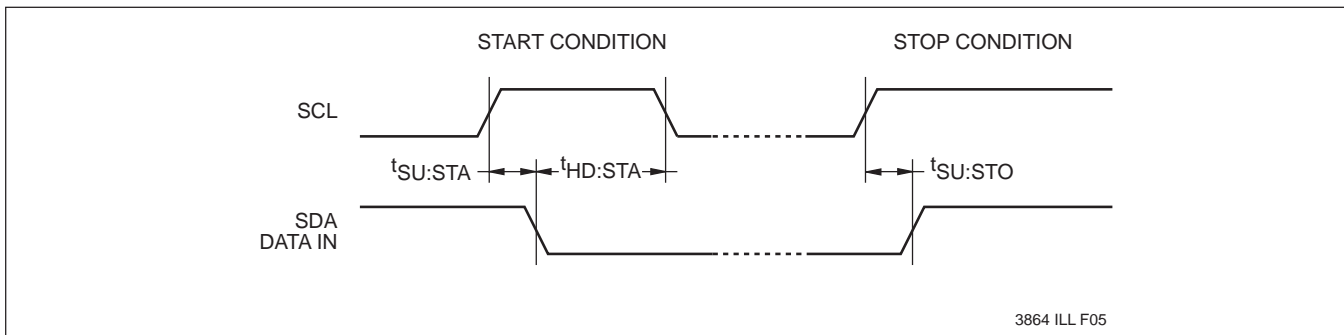 START CONDITION
STOP CONDITION
SCL
tSU:STA
tHD:STA
tSU:STO
SDA
DATA IN
3864 ILL F05